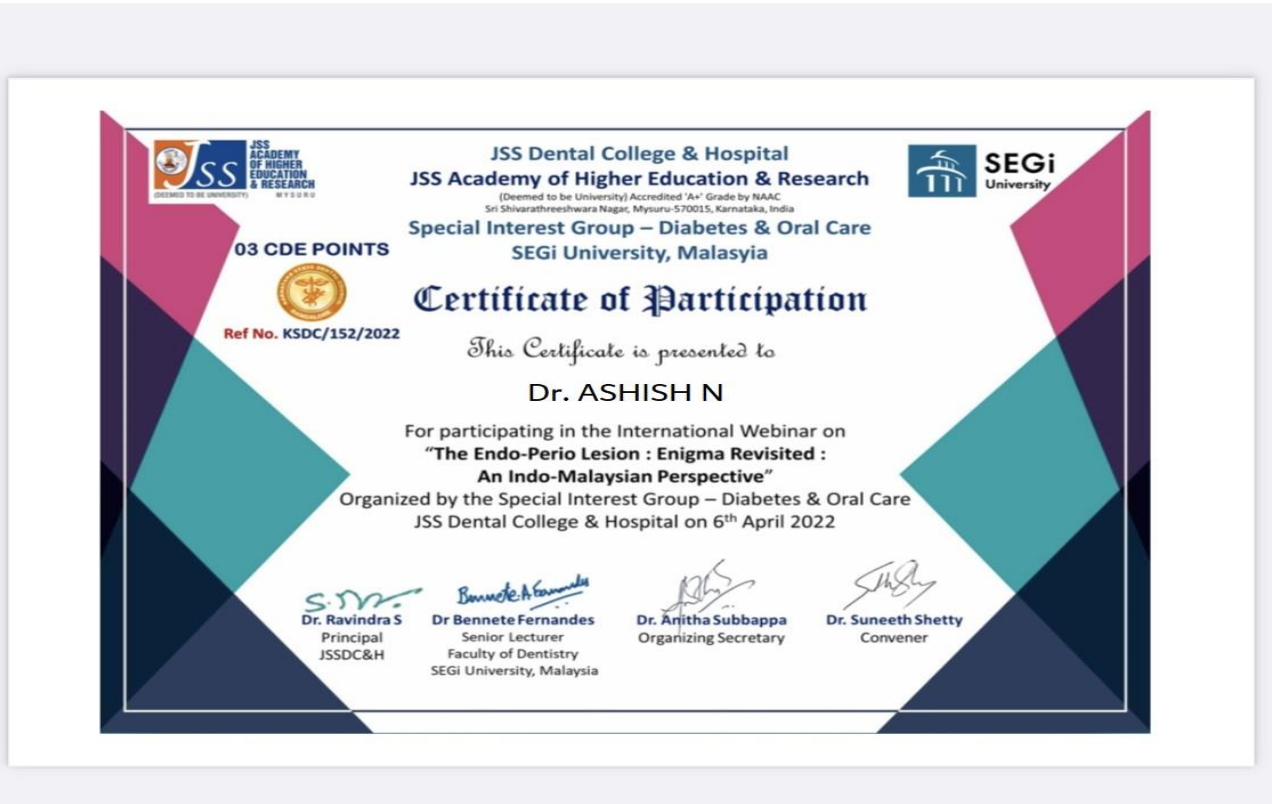 JSS
JSS
ACADEMY
OF HIGHER
EDUCATION
& RESEARCH
(DEEMED TO BE UNIVERSITY) MYSURU
JSS Dental College & Hospital
JSS Academy of Higher Education & Research
(Deemed to be University) Accredited 'A+' Grade by NAAC
Sri Shivarathreeshwara Nagar, Mysuru-570015, Karnataka, India
Special Interest Group – Diabetes & Oral Care
SEGi University, Malasyia
SEGi
University
03 CDE POINTS
Ref No. KSDC/152/2022
Certificate of Participation
This Certificate is presented to
Dr. ASHISH N
For participating in the International Webinar on
“The Endo-Perio Lesion : Enigma Revisited :
An Indo-Malaysian Perspective”
Organized by the Special Interest Group – Diabetes & Oral Care
JSS Dental College & Hospital on 6th April 2022
S.
Bennete.A Fernandes
Dr. Ravindra S
Principal
JSSDC&H
Dr Bennete Fernandes
Senior Lecturer
Faculty of Dentistry
SEGi University, Malaysia
Dr. Anitha Subbappa
Organizing Secretary
Dr. Suneeth Shetty
Convener